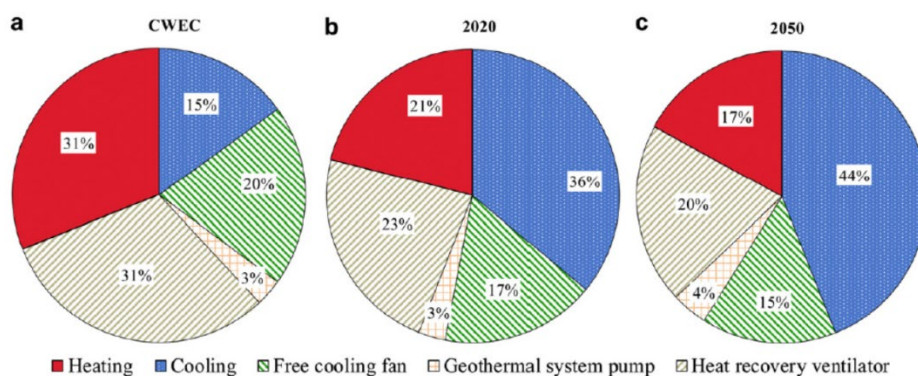 a CWEC b 2020 c 2050
15% 20% 3% 31% 31%
36% 17% 3% 23% 21%
44% 15% 4% 20% 17%
Heating Cooling Free cooling fan Geothermal system pump Heat recovery ventilator